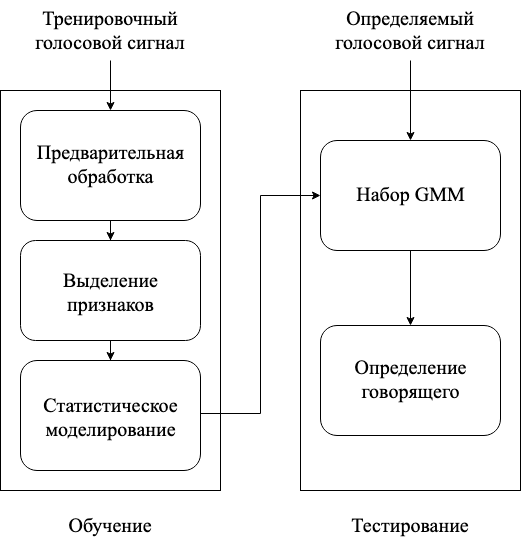 Тренировочный
голосовой сигнал
Предварительная
обработка
Выделение
признаков
Статистическое
моделирование
Обучение
Определяемый
голосовой сигнал
Набор GMM
Определение
говорящего
Тестирование